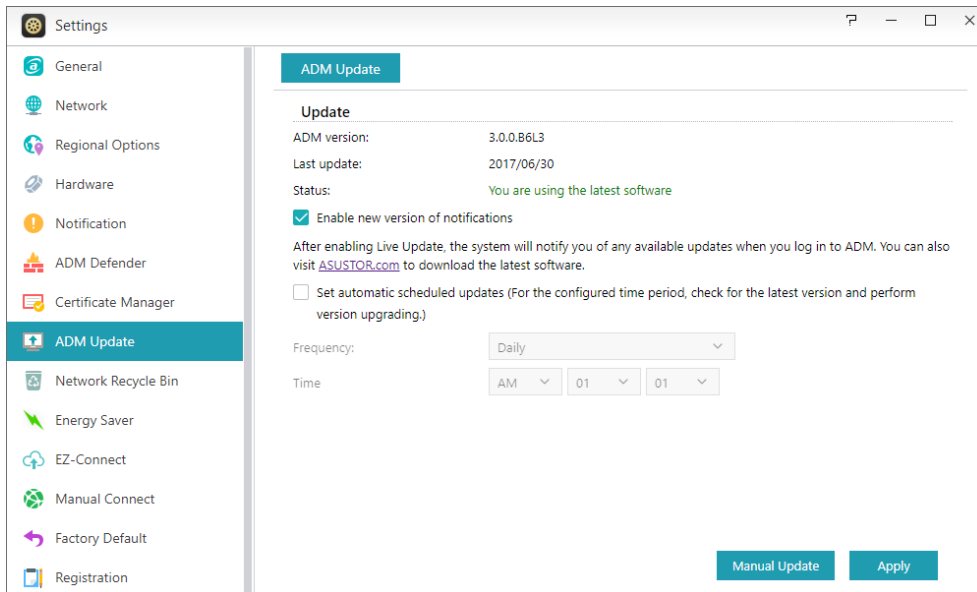 Settings
General
Network
Regional Options
Hardware
Notification
ADM Defender
Certificate Manager
ADM Update
Network Recycle Bin
Energy Saver
EZ-Connect
Manual Connect
Factory Default
Registration
ADM Update
Update
ADM version: 3.0.0.B6L3
Last update: 2017/06/30
Status: You are using the latest software
Enable new version of notifications
After enabling Live Update, the system will notify you of any available updates when you log in to ADM. You can also
visit ASUSTOR.com to download the latest software.
Set automatic scheduled updates (For the configured time period, check for the latest version and perform
version upgrading.)
Frequency: Daily
Time AM 01 01
Manual Update Apply